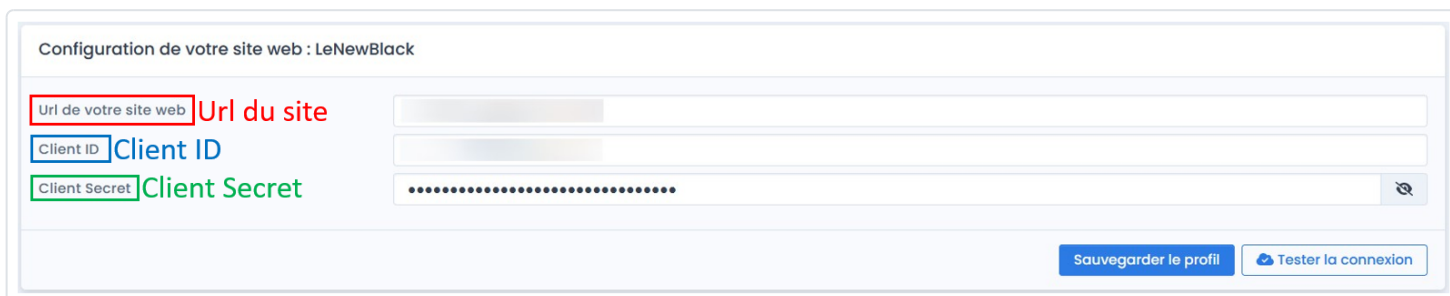 Configuration de votre site web : LeNewBlack
Url de votre site web Url du site
Client ID Client ID
Client Secret Client Secret ••••••••••••••••••••••••••••••••
Sauvegarder le profil Tester la connexion